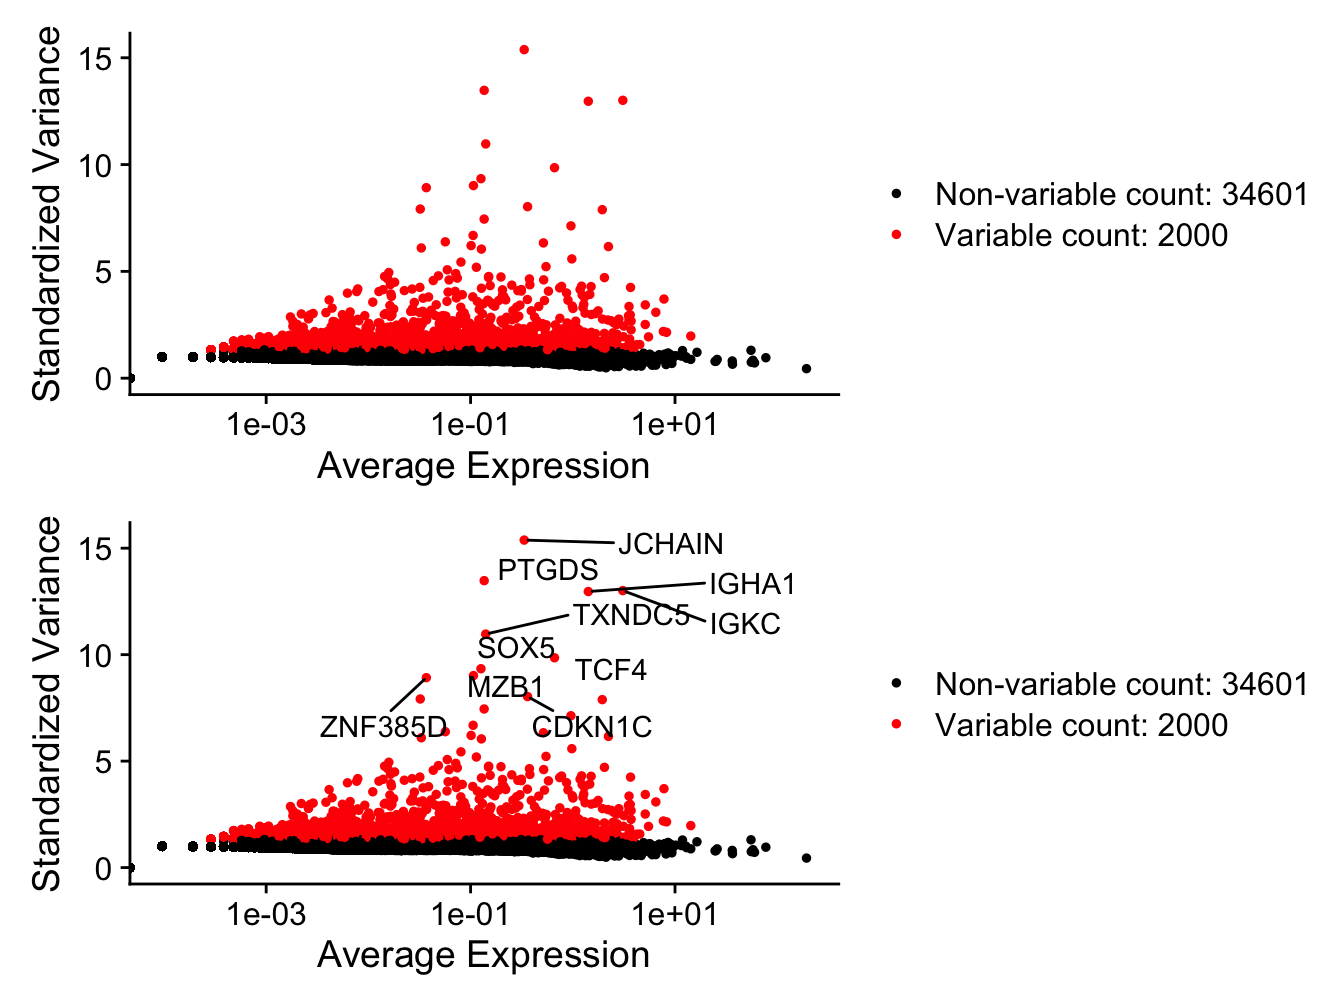 Standardized Variance
15
10
5
0
1e-03 1e-01 1e+01
Average Expression
Non-variable count: 34601
Variable count: 2000
Standardized Variance
15
10
5
0
JCHAIN
PTGDS
IGHA1
TXNDC5
IGKC
SOX5
TCF4
MZB1
ZNF385D
CDKN1C
1e-03 1e-01 1e+01
Average Expression
Non-variable count: 34601
Variable count: 2000